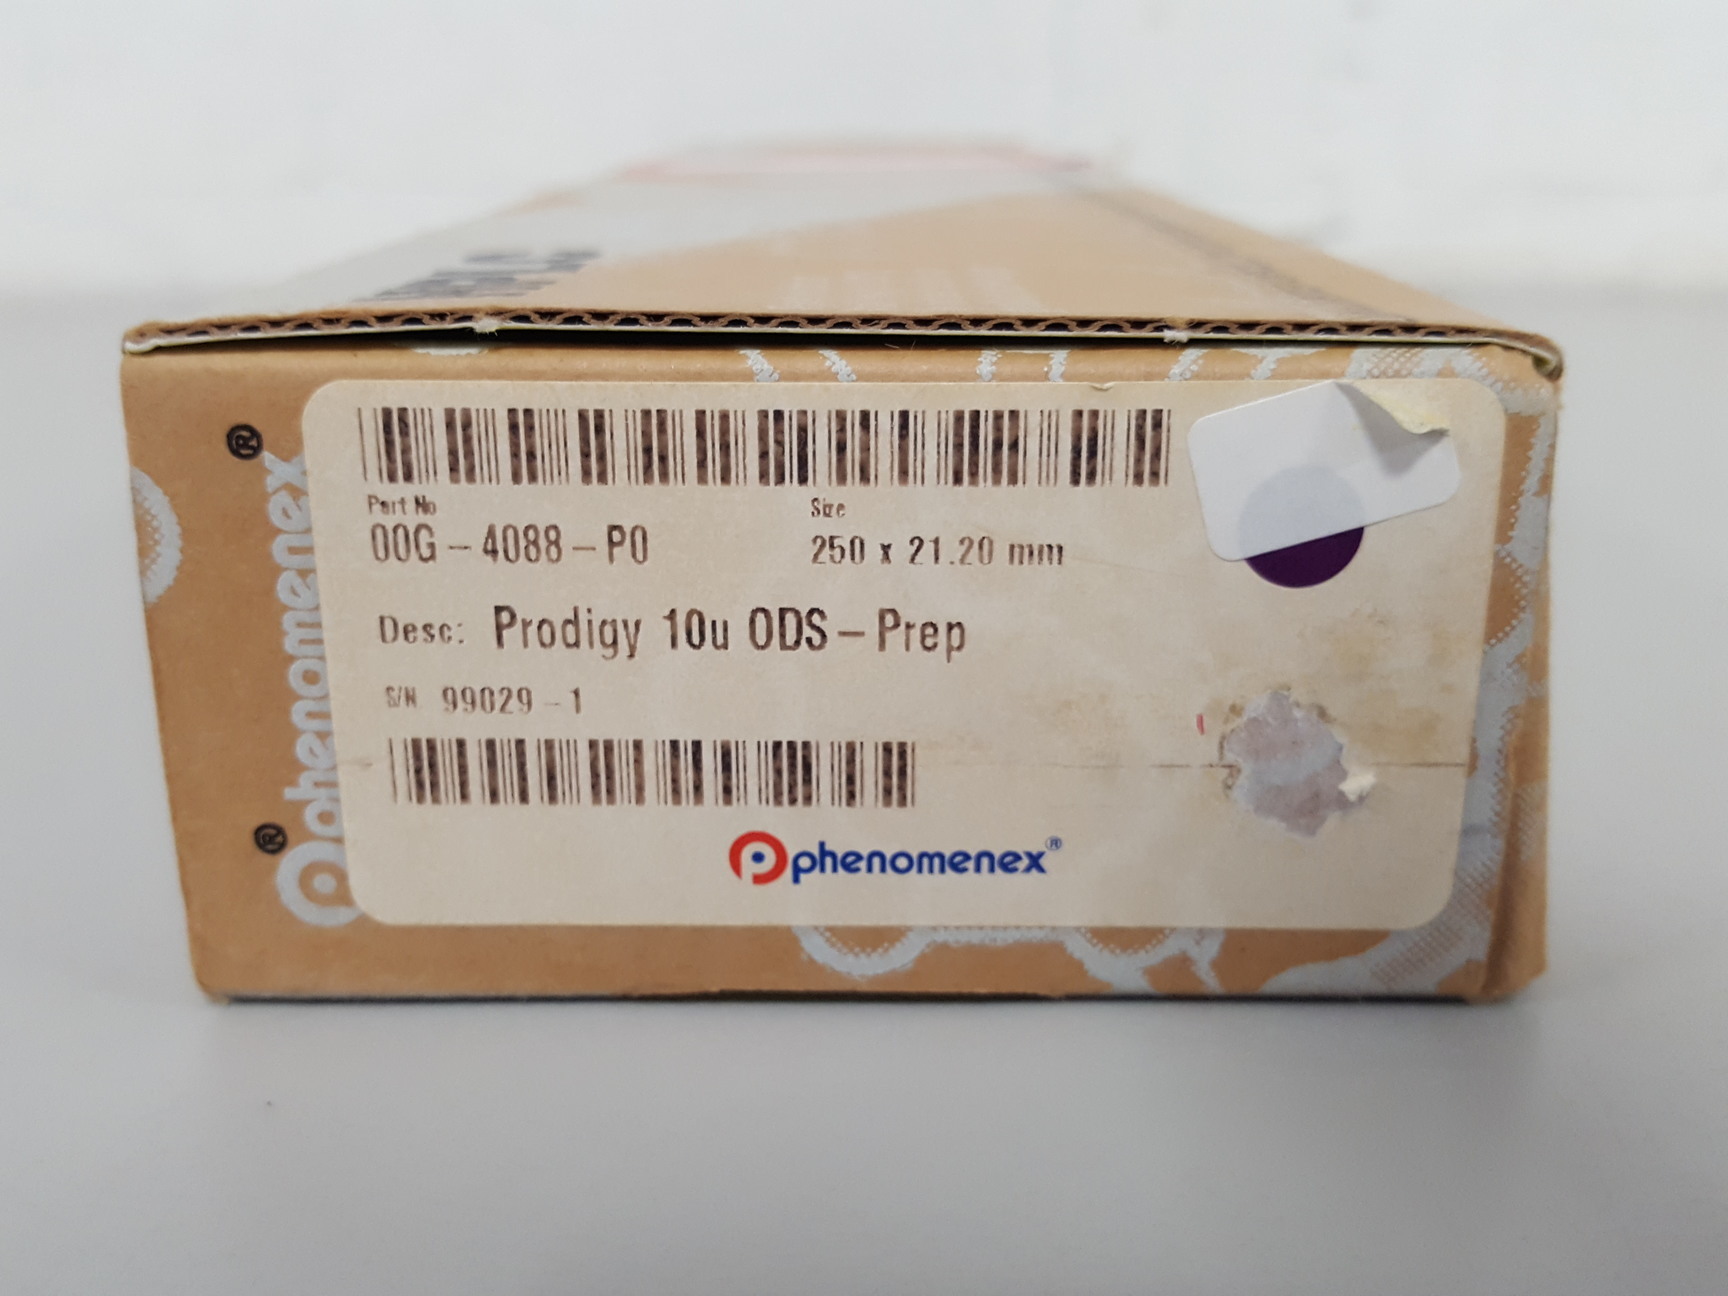 HPLC
phenomenex®
®
Part No
Size
00G-4088-P0
250 x 21.20 mm
Desc: Prodigy 10u ODS-Prep
S/N 99029-1
phenomenex®